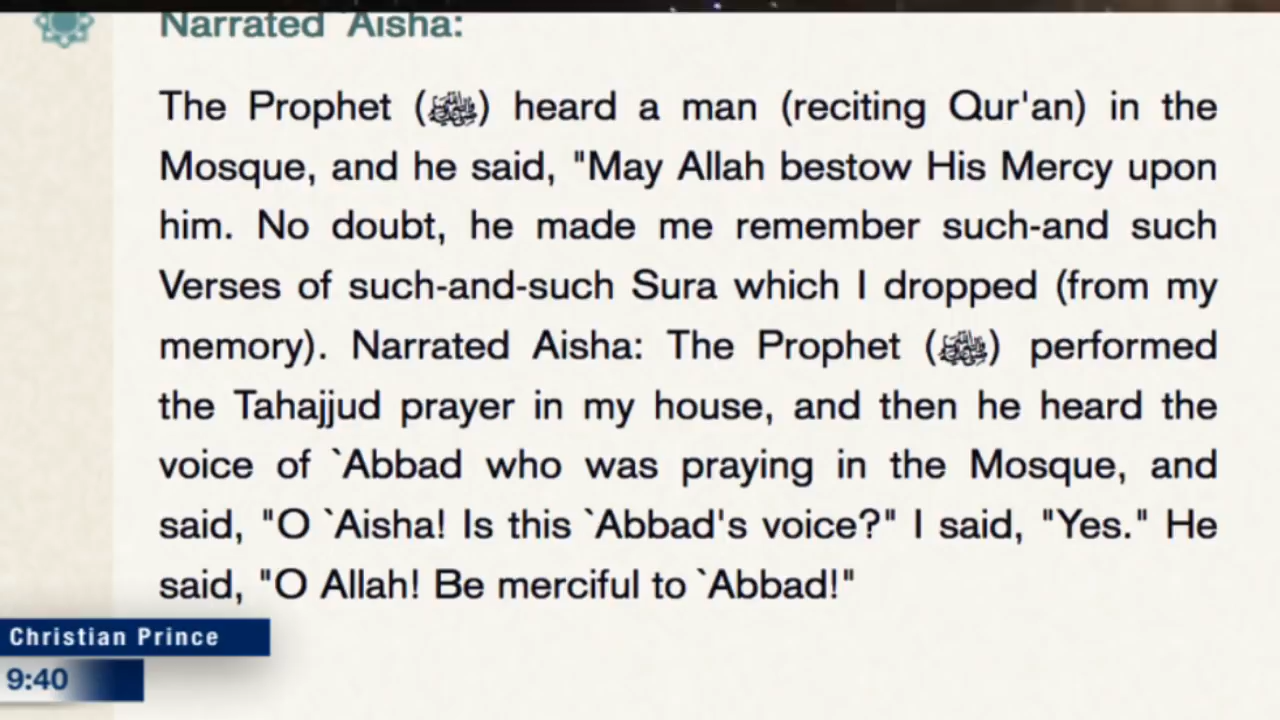 Narrated `Aisha:
The Prophet (ﷺ) heard a man (reciting Qur'an) in the
Mosque, and he said, "May Allah bestow His Mercy upon
him. No doubt, he made me remember such-and such
Verses of such-and-such Sura which I dropped (from my
memory). Narrated Aisha: The Prophet (ﷺ) performed
the Tahajjud prayer in my house, and then he heard the
voice of `Abbad who was praying in the Mosque, and
said, "O `Aisha! Is this `Abbad's voice?" I said, "Yes." He
said, "O Allah! Be merciful to `Abbad!"
Christian Prince
9:40